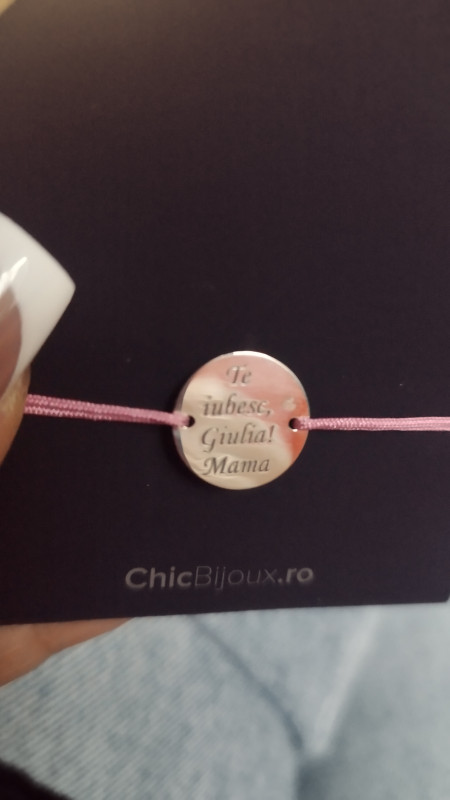 Te
iubesc,
Giulia!
Mama
ChicBijoux.ro